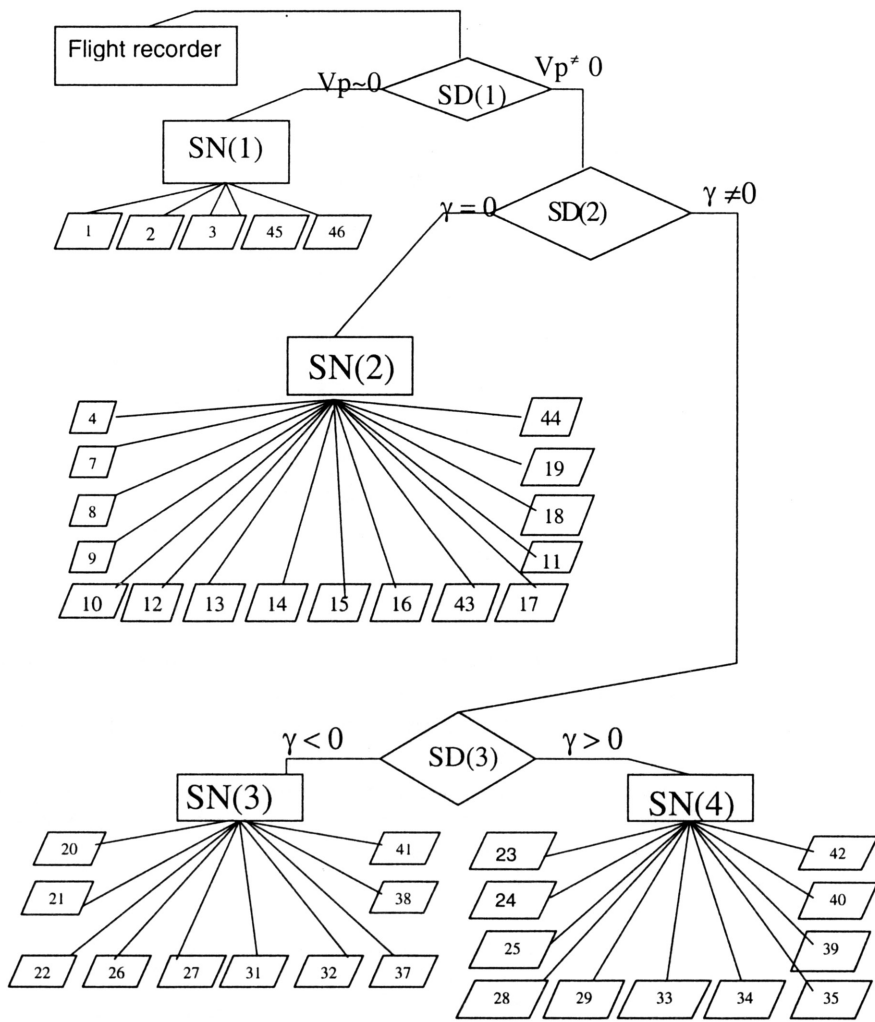 Flight recorder
Vp~0
SD(1)
Vp≠ 0
SN(1)
1 2 3 45 46
γ = 0
SD(2)
γ ≠0
SN(2)
4
44
7
19
8
18
9
11
10 12 13 14 15 16 43 17
γ < 0
SD(3)
γ > 0
SN(3)
SN(4)
20
41
21
38
22 26 27 31 32 37
23
42
24
40
25
39
28 29 33 34 35